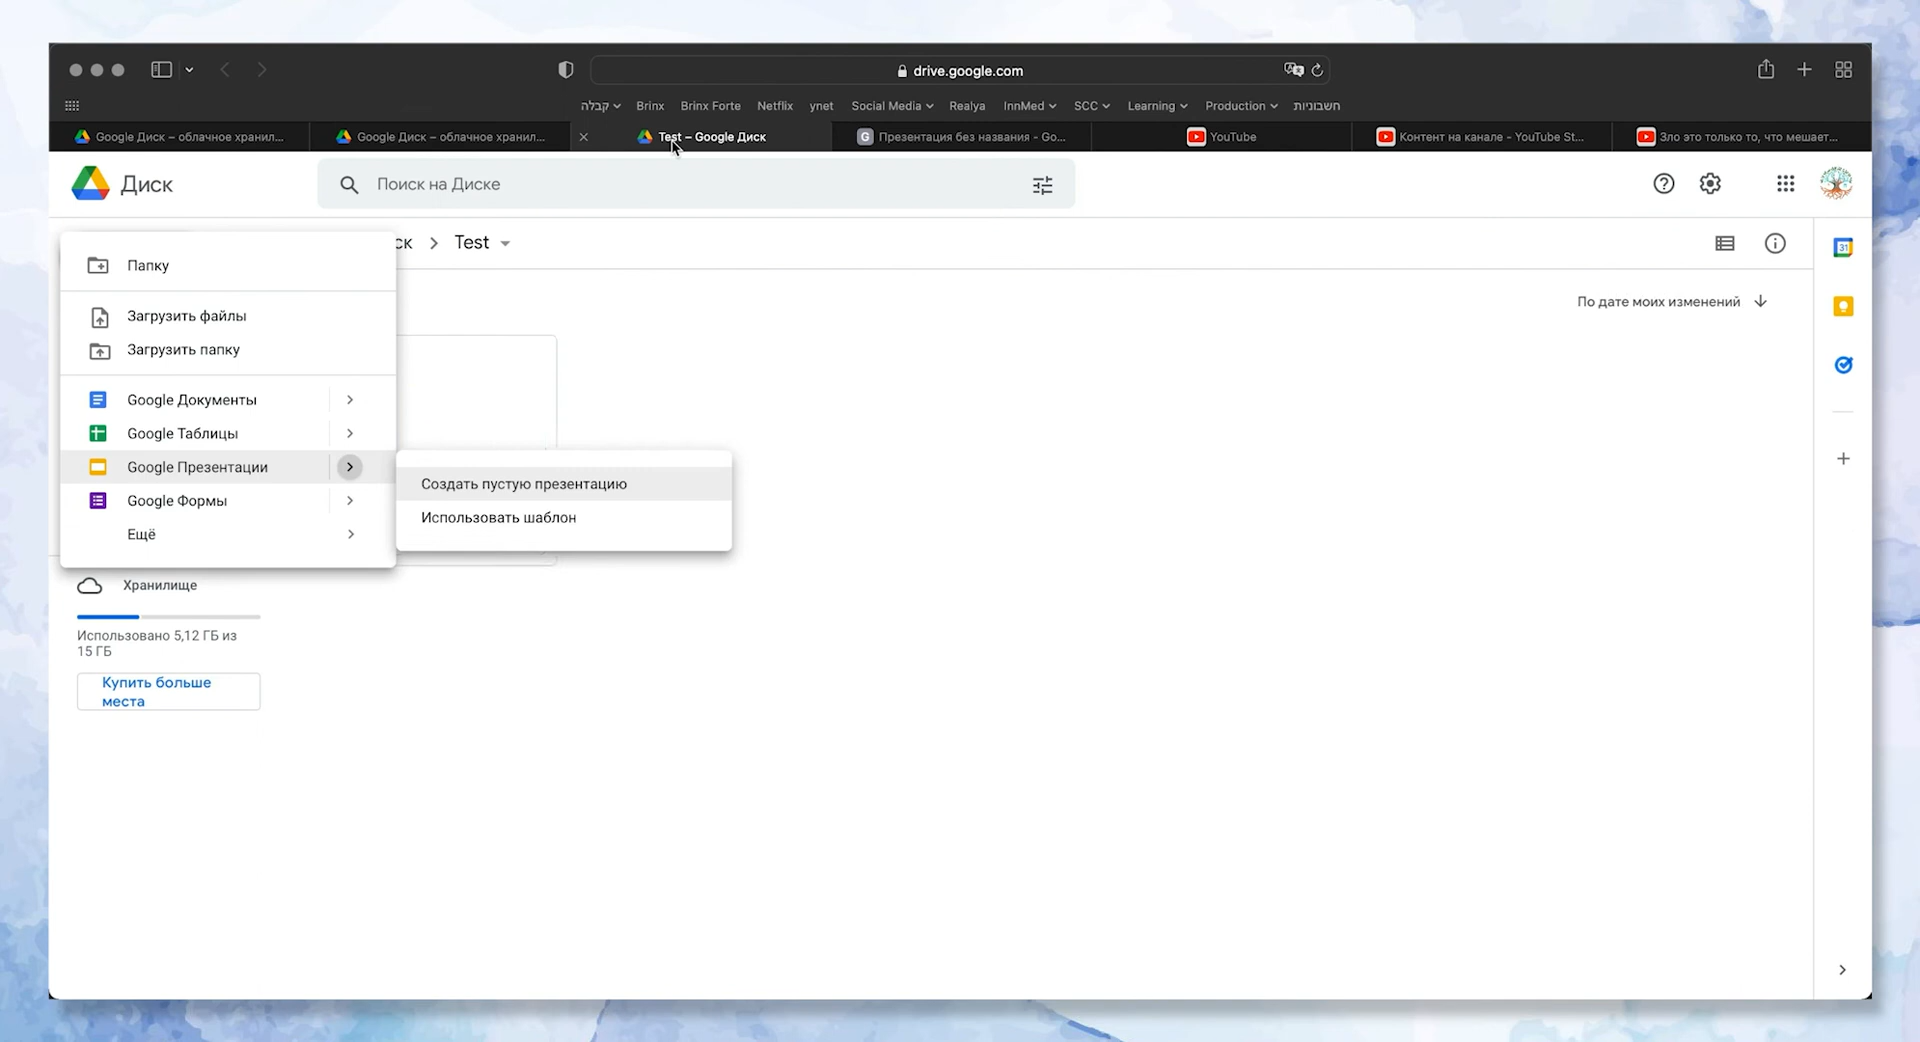 drive.google.com
קבלה
Brinx
Brinx Forte
Netflix
ynet
Social Media
Realya
InnMed
SCC
Learning
Production
חשבוניות
Google Диск – облачное хранил...
Google Диск – облачное хранил...
Test – Google Диск
G Презентация без названия - Go...
YouTube
Контент на канале - YouTube St...
Зло это только то, что мешает...
Диск
Поиск на Диске
ск
Test
31
Папку
По дате моих изменений
Загрузить файлы
Загрузить папку
Google Документы
Google Таблицы
Google Презентации
Создать пустую презентацию
Google Формы
Использовать шаблон
Ещё
Хранилище
Использовано 5,12 ГБ из
15 ГБ
Купить больше
места